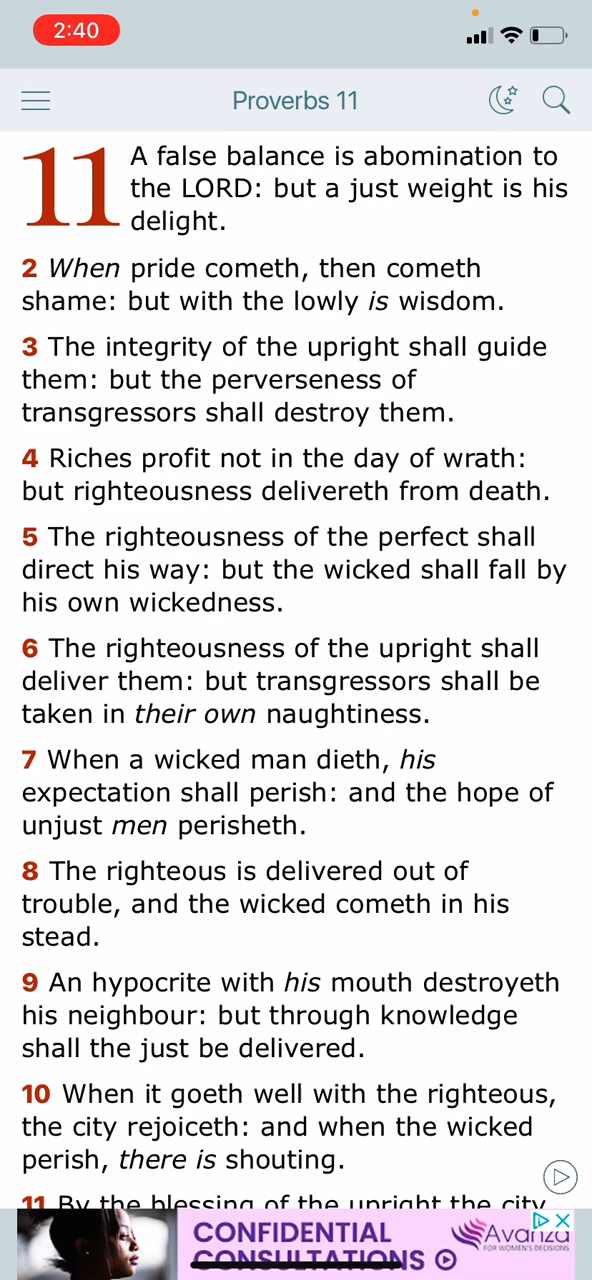 2:40
Proverbs 11
11 A false balance is abomination to
the LORD: but a just weight is his
delight.
2 When pride cometh, then cometh
shame: but with the lowly is wisdom.
3 The integrity of the upright shall guide
them: but the perverseness of
transgressors shall destroy them.
4 Riches profit not in the day of wrath:
but righteousness delivereth from death.
5 The righteousness of the perfect shall
direct his way: but the wicked shall fall by
his own wickedness.
6 The righteousness of the upright shall
deliver them: but transgressors shall be
taken in their own naughtiness.
7 When a wicked man dieth, his
expectation shall perish: and the hope of
unjust men perisheth.
8 The righteous is delivered out of
trouble, and the wicked cometh in his
stead.
9 An hypocrite with his mouth destroyeth
his neighbour: but through knowledge
shall the just be delivered.
10 When it goeth well with the righteous,
the city rejoiceth: and when the wicked
perish, there is shouting.
11 By the blessing of the upright the city
CONFIDENTIAL
CONSULTATIONS
Avanza
FOR WOMEN'S DECISIONS